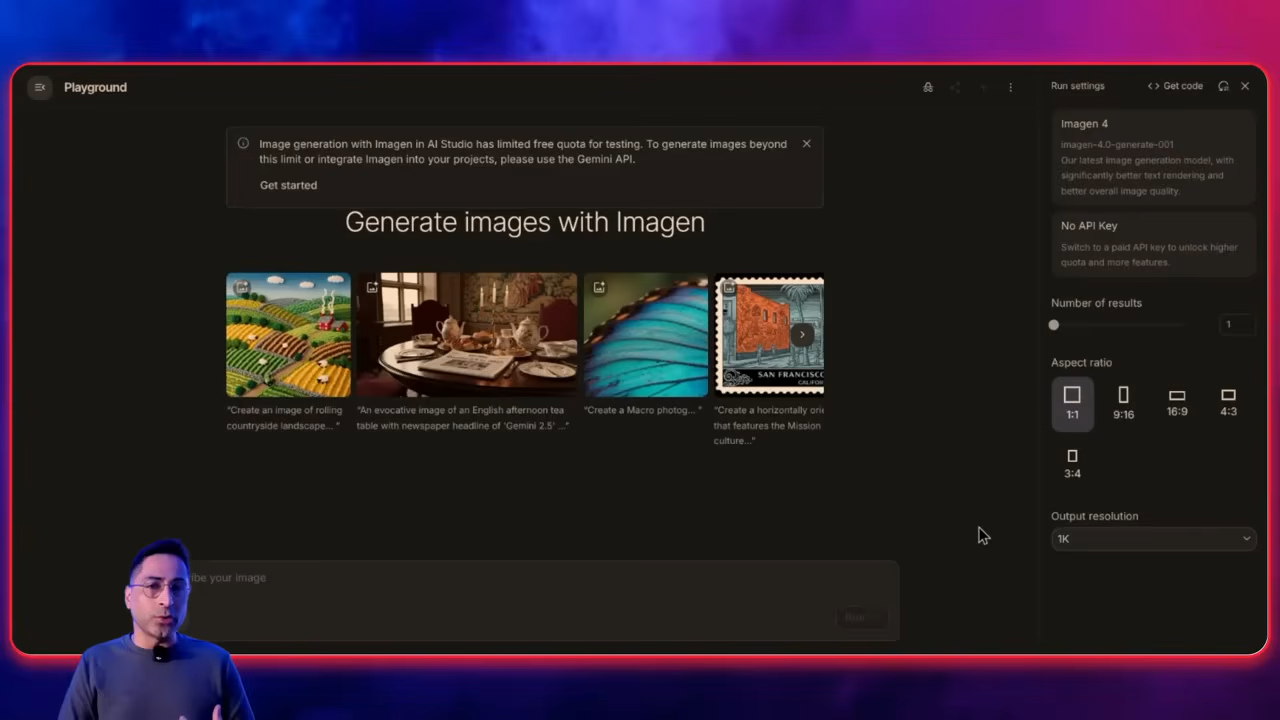 Playground
Image generation with Imagen in AI Studio has limited free quota for testing. To generate images beyond
this limit or integrate Imagen into your projects, please use the Gemini API.
Get started
Generate images with Imagen
SAN FRANCISCO
"Create an image of rolling
countryside landscape... "
"An evocative image of an English afternoon tea
table with newspaper headline of 'Gemini 2.5' ..."
"Create a Macro photog... "
"Create a horizontally orie
that features the Mission
culture..."
ibe your image
Run settings
Get code
Imagen 4
imagen-4.0-generate-001
Our latest image generation model, with
significantly better text rendering and
better overall image quality.
No API Key
Switch to a paid API key to unlock higher
quota and more features.
Number of results
1
Aspect ratio
1:1
9:16
16:9
4:3
3:4
Output resolution
1K